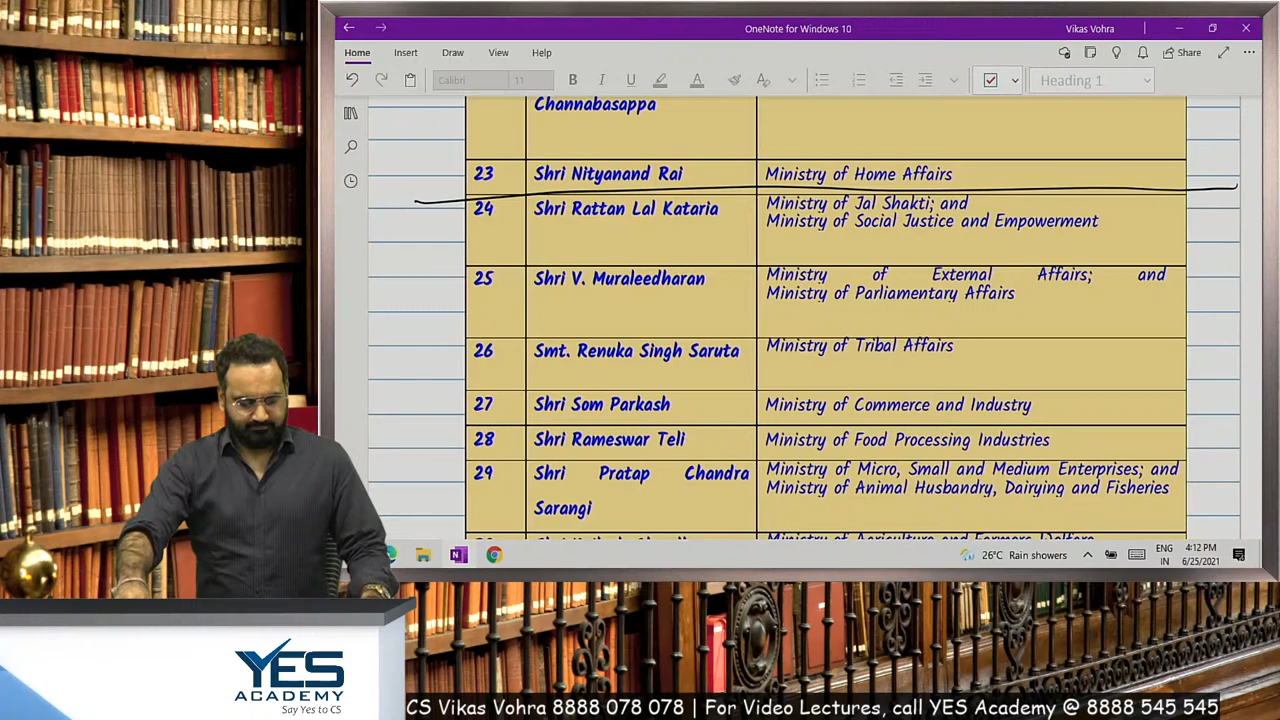 OneNote for Windows 10
Vikas Vohra
Home Insert Draw View Help
Share
Calibri 11 B I U A Heading 1
Channabasappa
23 Shri Nityanand Rai Ministry of Home Affairs
24 Shri Rattan Lal Kataria Ministry of Jal Shakti; and
Ministry of Social Justice and Empowerment
25 Shri V. Muraleedharan Ministry of External Affairs; and
Ministry of Parliamentary Affairs
26 Smt. Renuka Singh Saruta Ministry of Tribal Affairs
27 Shri Som Parkash Ministry of Commerce and Industry
28 Shri Rameswar Teli Ministry of Food Processing Industries
29 Shri Pratap Chandra Ministry of Micro, Small and Medium Enterprises; and
Sarangi Ministry of Animal Husbandry, Dairying and Fisheries
26°C Rain showers
ENG
IN
4:12 PM
6/25/2021
YES
ACADEMY
Say Yes to CS
CS Vikas Vohra 8888 078 078 | For Video Lectures, call YES Academy @ 8888 545 545